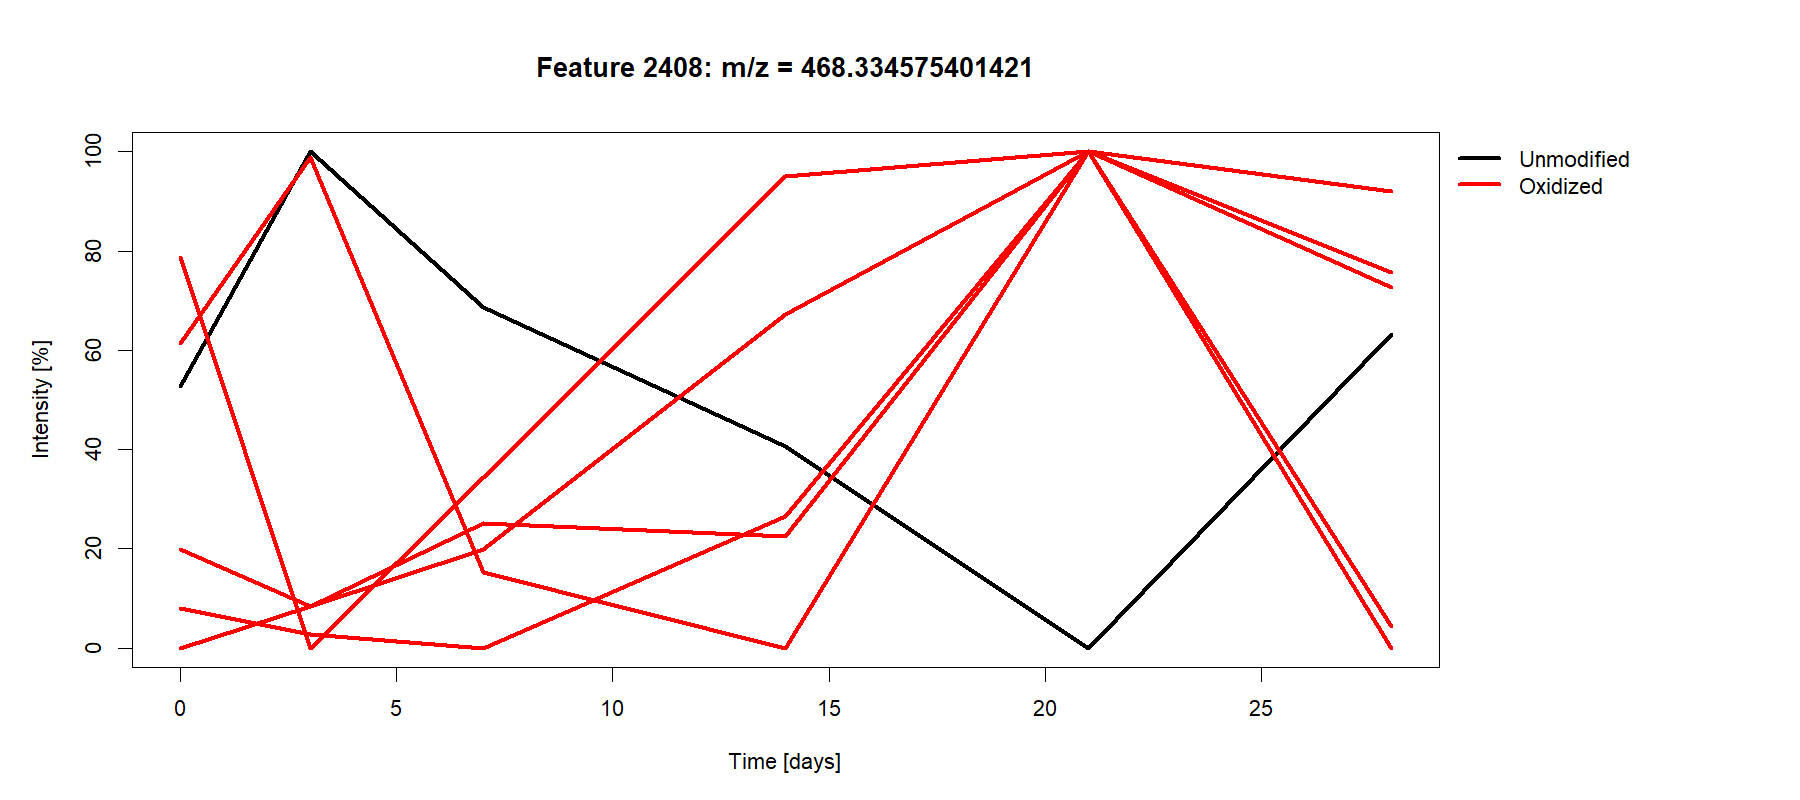 Feature 2408: m/z = 468.334575401421
Unmodified
Oxidized
Intensity [%]
100
80
60
40
20
0
0 5 10 15 20 25
Time [days]